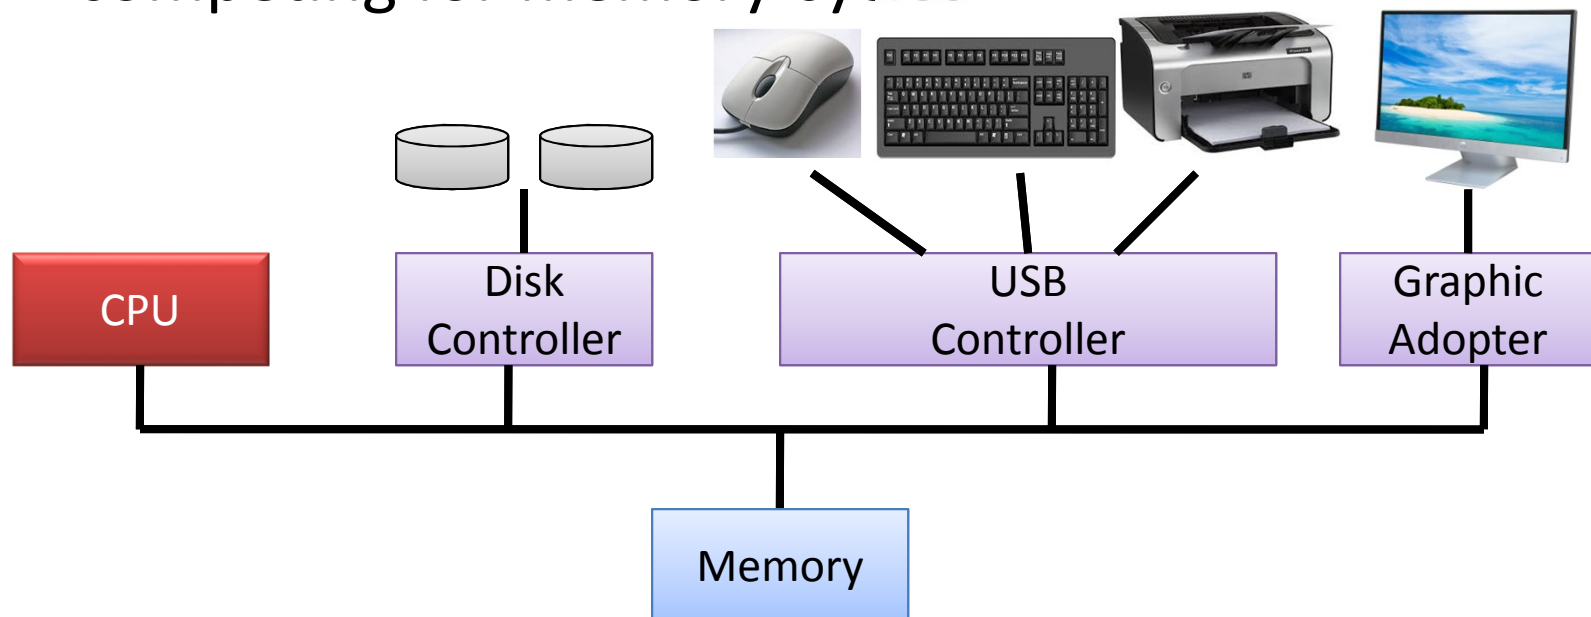 CPU
Disk
Controller
USB
Controller
Graphic
Adopter
Memory